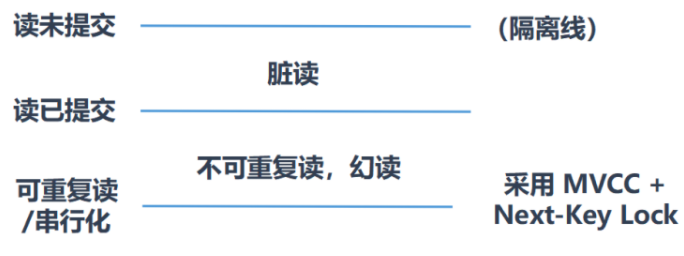 读未提交
（隔离线）
脏读
读已提交
不可重复读，幻读
可重复读
/串行化
采用 MVCC +
Next-Key Lock